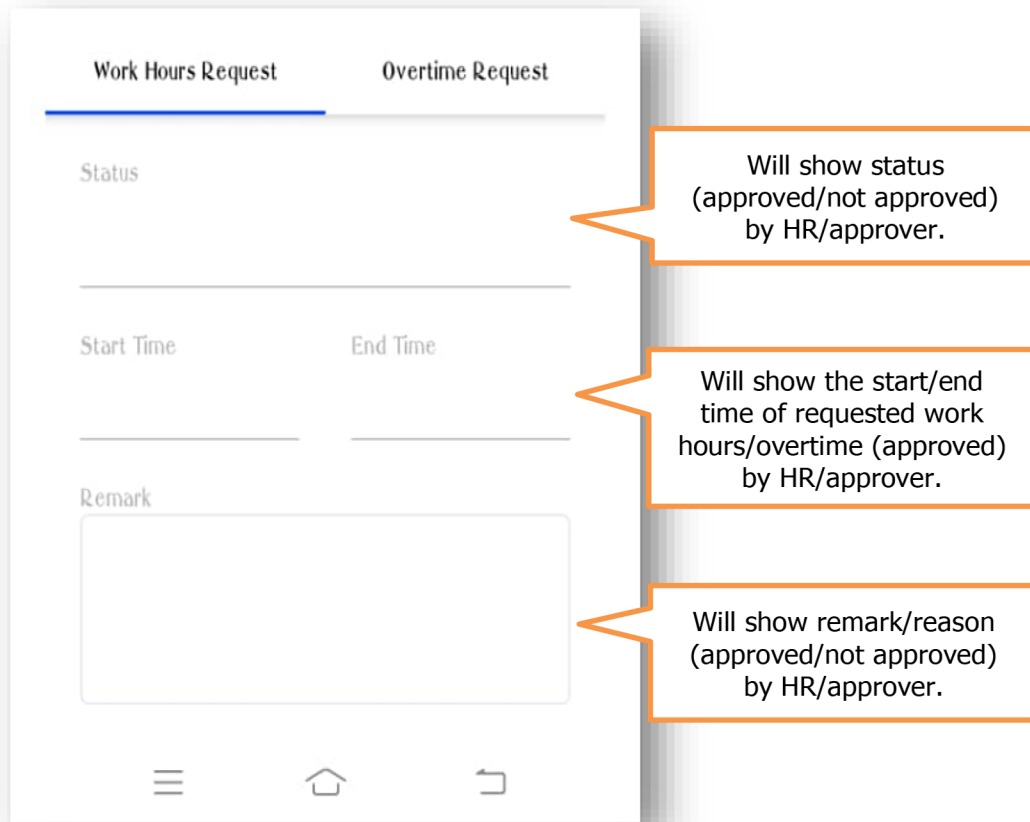 Work Hours Request
Overtime Request
Status
Will show status
(approved/not approved)
by HR/approver.
Start Time
End Time
Will show the start/end
time of requested work
hours/overtime (approved)
by HR/approver.
Remark
Will show remark/reason
(approved/not approved)
by HR/approver.